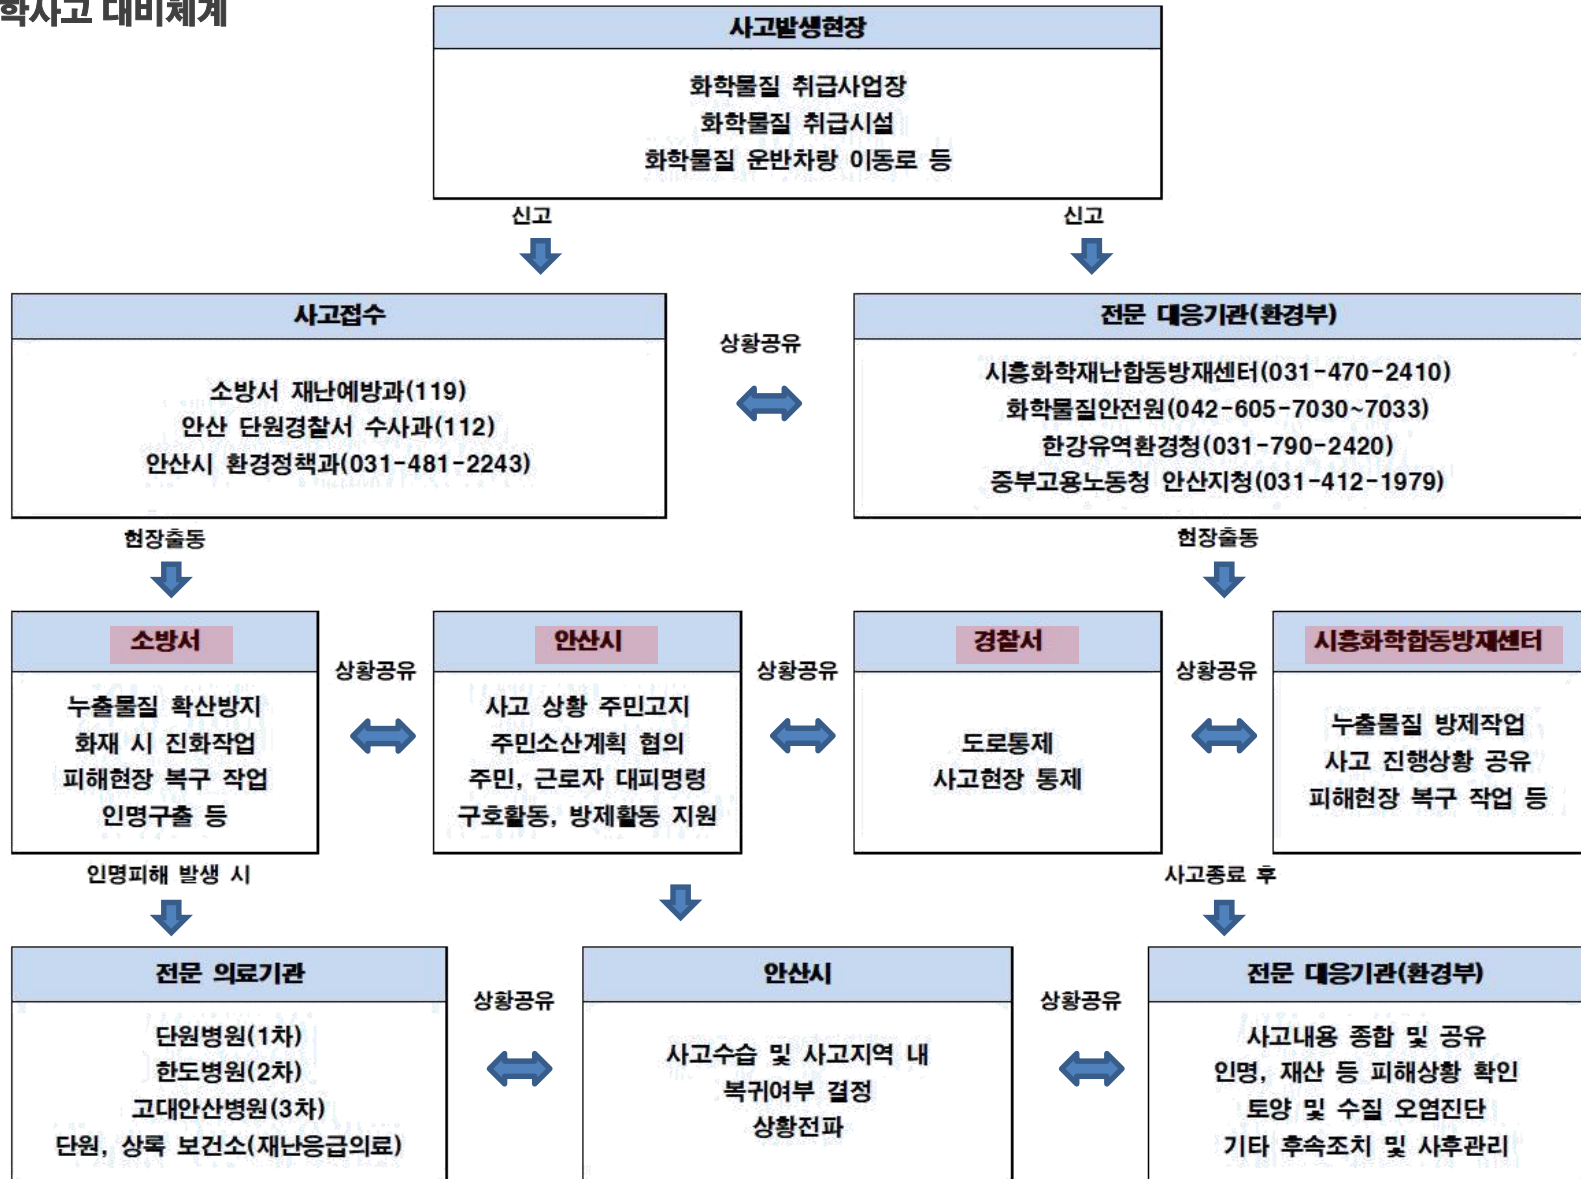 학사고 대비체계
사고발생현장
화학물질 취급사업장
화학물질 취급시설
화학물질 운반차량 이동로 등
신고
신고
사고접수
소방서 재난예방과(119)
안산 단원경찰서 수사과(112)
안산시 환경정책과(031-481-2243)
상황공유
전문 대응기관(환경부)
시흥화학재난합동방재센터(031-470-2410)
화학물질안전원(042-605-7030~7033)
한강유역환경청(031-790-2420)
중부고용노동청 안산지청(031-412-1979)
현장출동
현장출동
소방서
누출물질 확산방지
화재 시 진화작업
피해현장 복구 작업
인명구출 등
상황공유
안산시
사고 상황 주민고지
주민소산계획 협의
주민, 근로자 대피명령
구호활동, 방제활동 지원
상황공유
경찰서
도로통제
사고현장 통제
상황공유
시흥화학합동방재센터
누출물질 방제작업
사고 진행상황 공유
피해현장 복구 작업 등
인명피해 발생 시
사고종료 후
전문 의료기관
단원병원(1차)
한도병원(2차)
고대안산병원(3차)
단원, 상록 보건소(재난응급의료)
상황공유
안산시
사고수습 및 사고지역 내
복귀여부 결정
상황전파
상황공유
전문 대응기관(환경부)
사고내용 종합 및 공유
인명, 재산 등 피해상황 확인
토양 및 수질 오염진단
기타 후속조치 및 사후관리